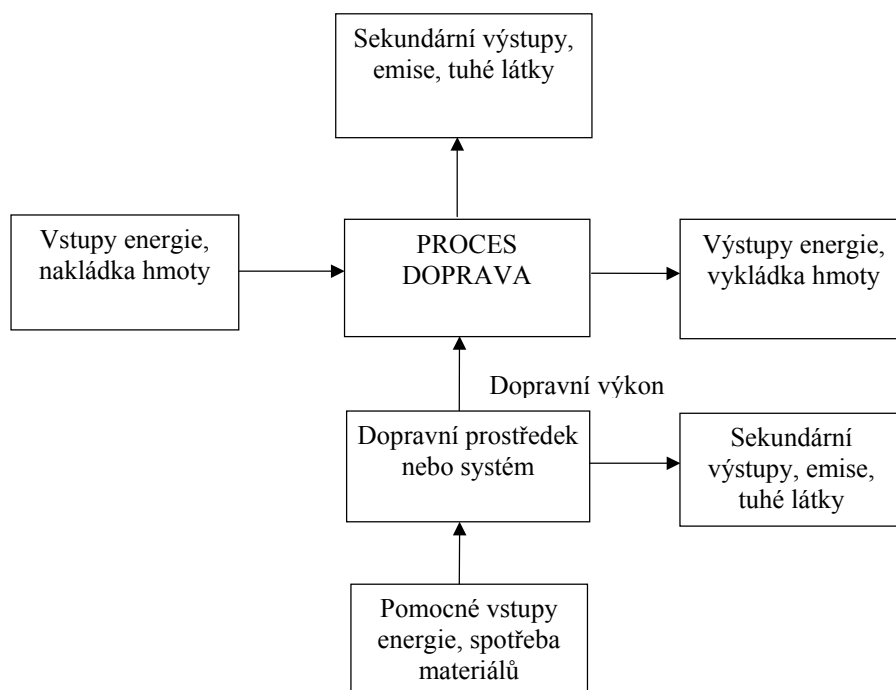 Sekundární výstupy,
emise, tuhé látky
Vstupy energie,
nakládka hmoty
PROCES
DOPRAVA
Výstupy energie,
vykládka hmoty
Dopravní výkon
Dopravní prostředek
nebo systém
Sekundární
výstupy, emise,
tuhé látky
Pomocné vstupy
energie, spotřeba
materiálů